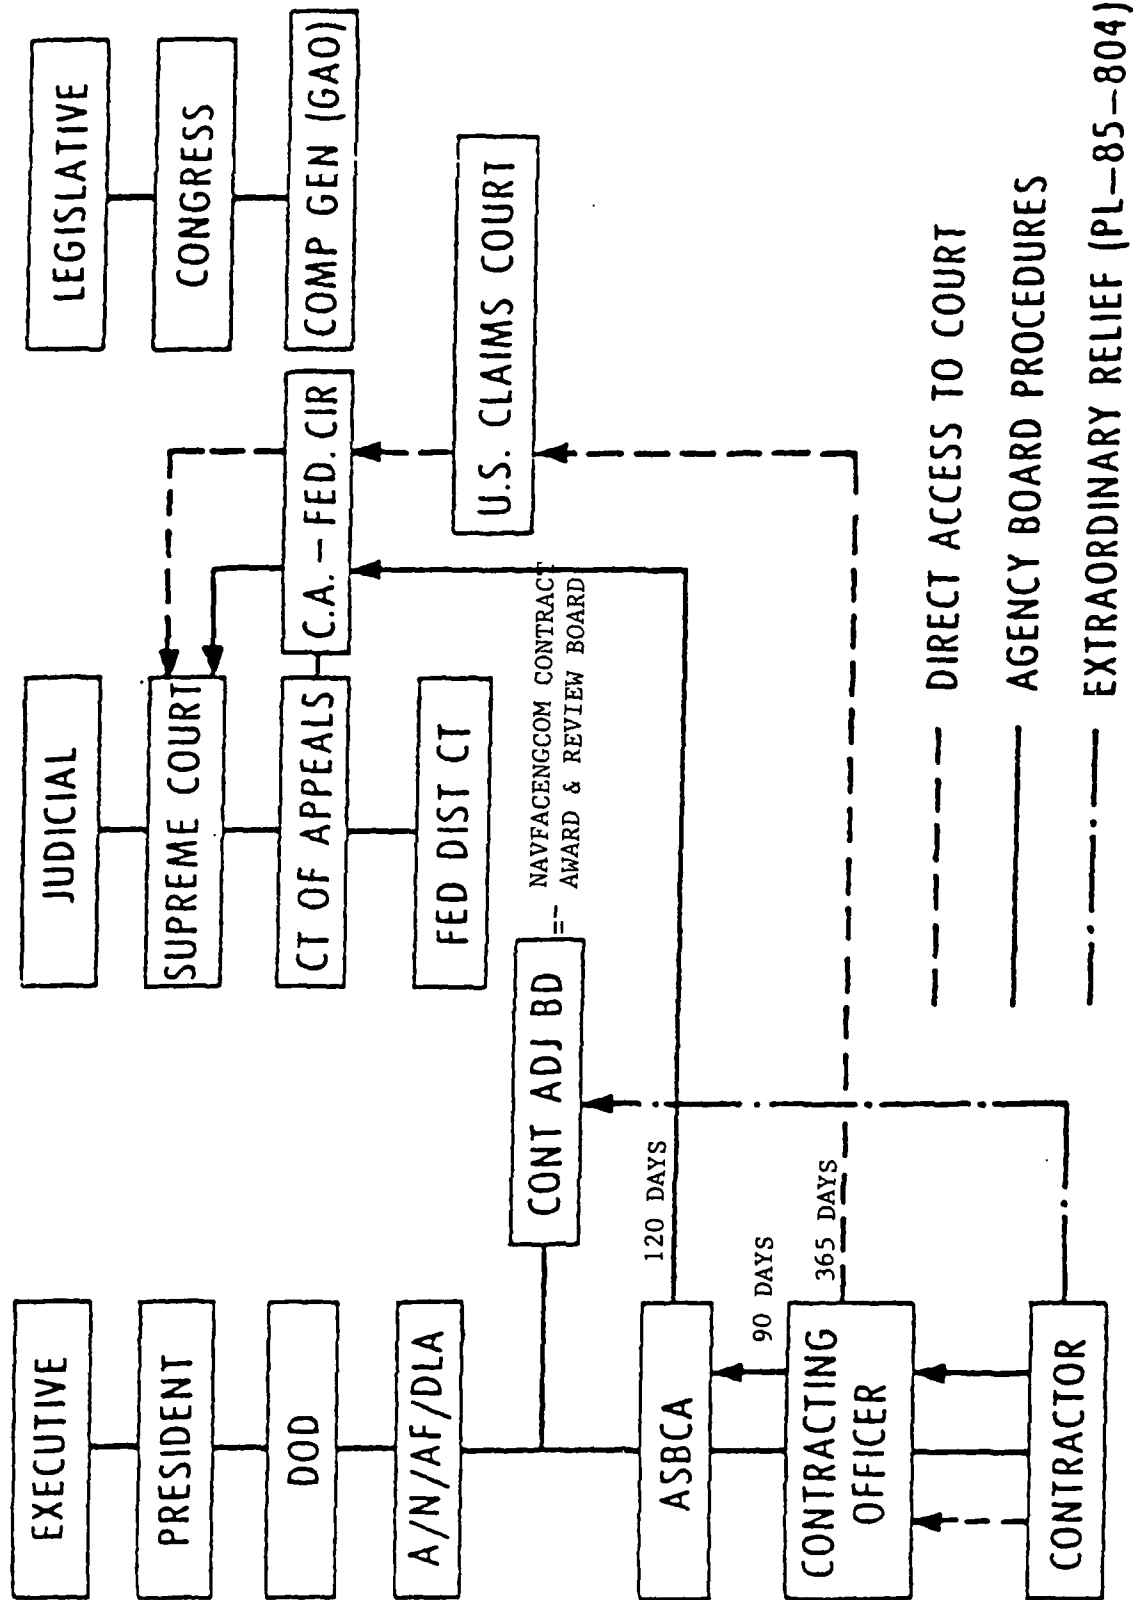 EXECUTIVE
PRESIDENT
DOD
A/N/AF/DLA
ASBCA
90 DAYS
CONTRACTING
OFFICER
CONTRACTOR
120 DAYS
365 DAYS
CONT ADJ BD
=- NAVFACENGCOM CONTRACT
AWARD & REVIEW BOARD
JUDICIAL
SUPREME COURT
CT OF APPEALS
FED DIST CT
C.A. – FED. CIR
U.S. CLAIMS COURT
LEGISLATIVE
CONGRESS
COMP GEN (GAO)
DIRECT ACCESS TO COURT
AGENCY BOARD PROCEDURES
EXTRAORDINARY RELIEF (PL–85–804)